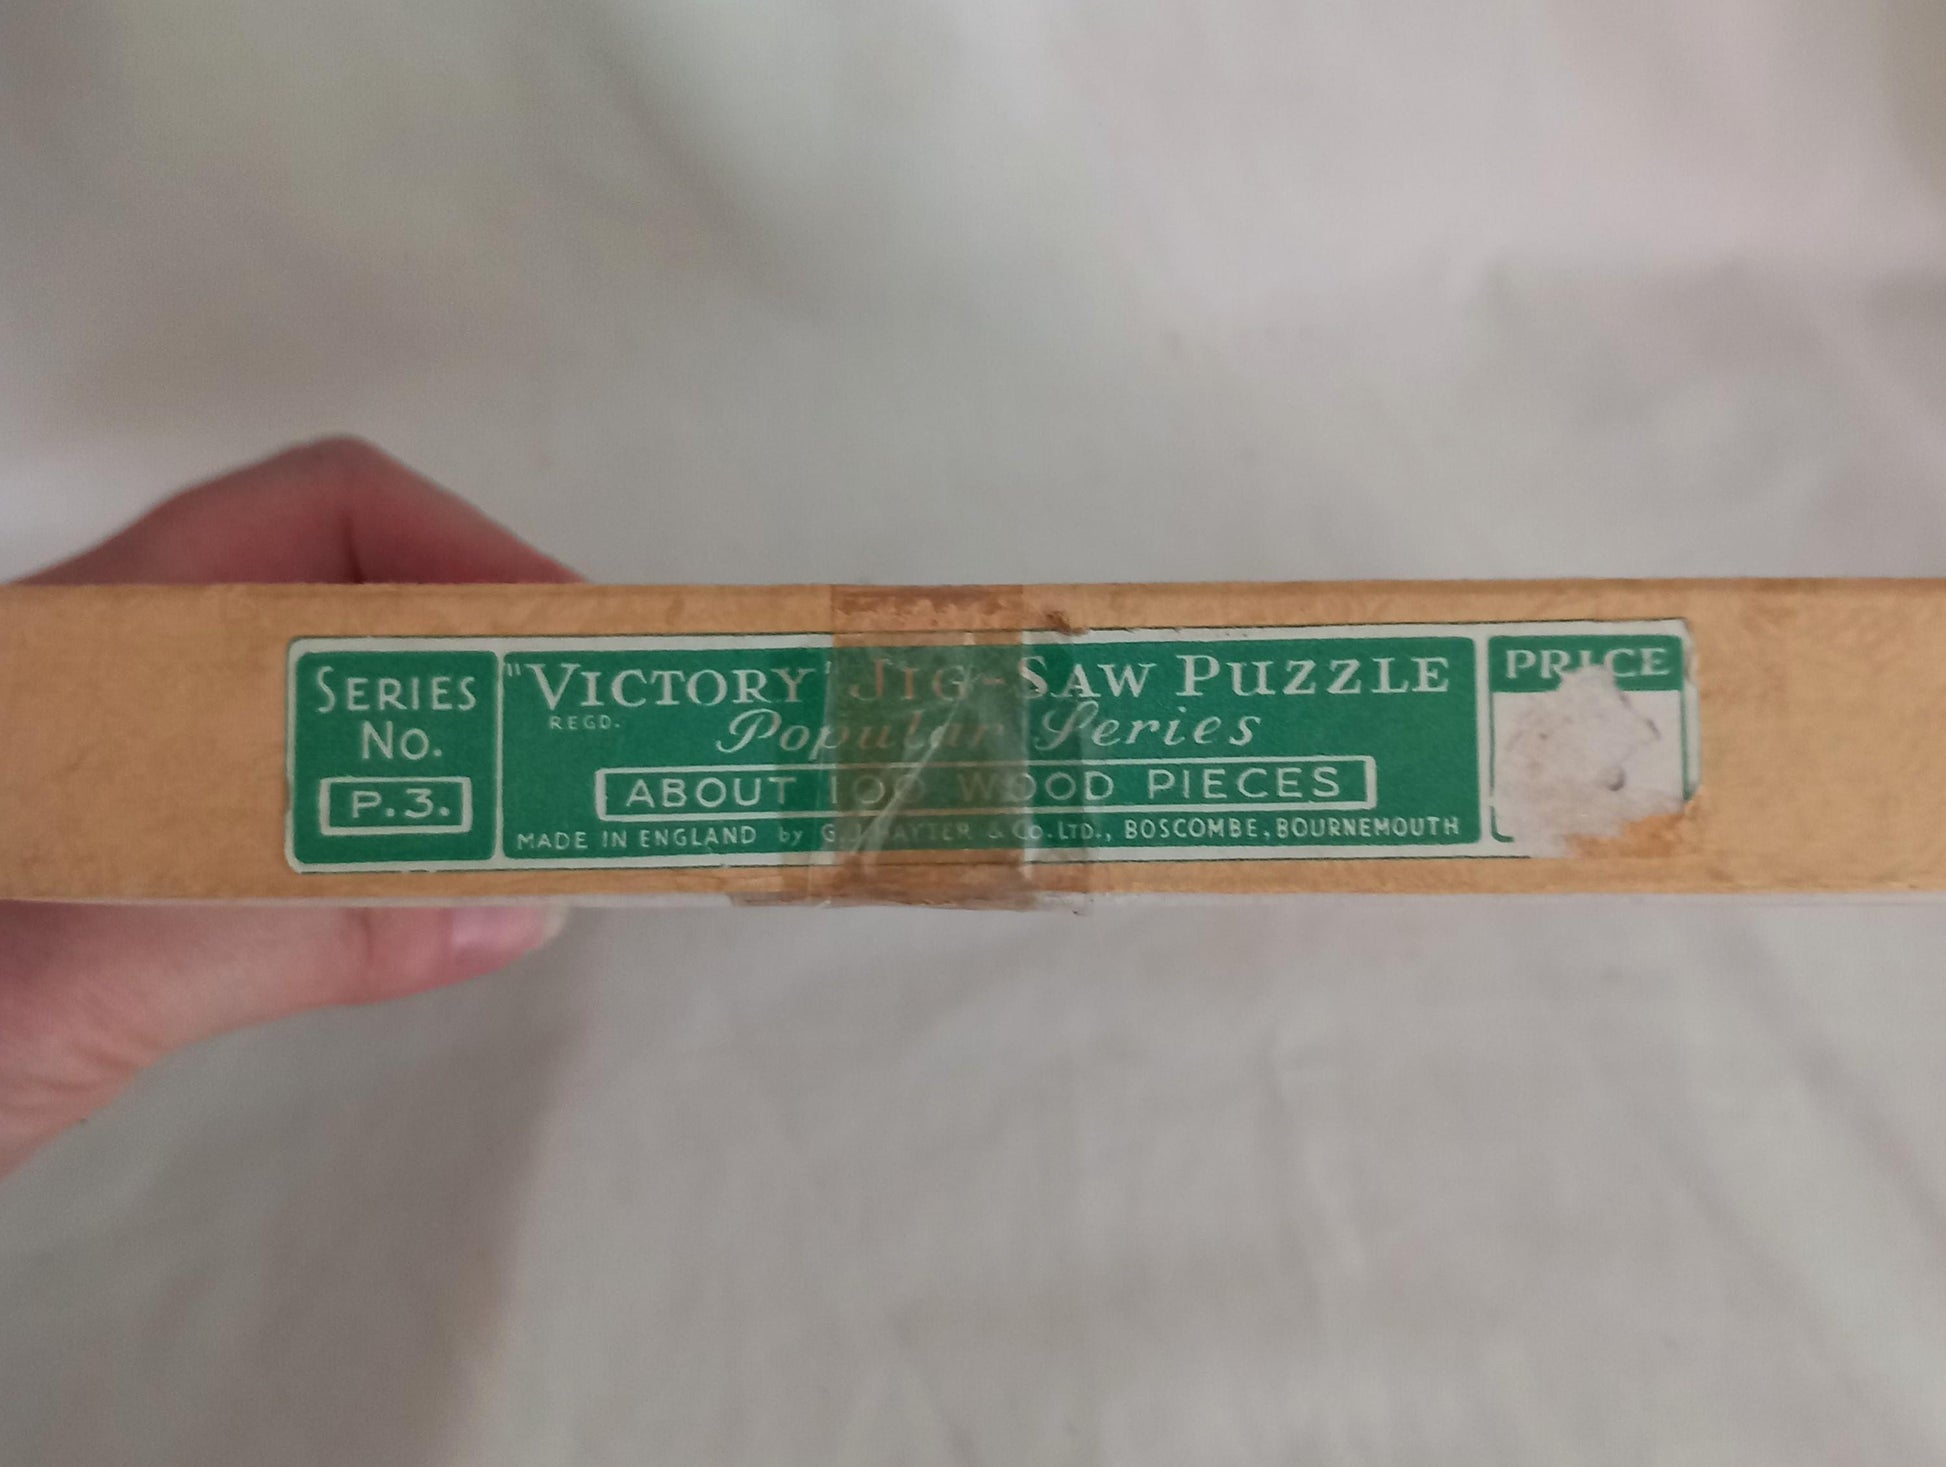 SERIES
No.
P.3.
"VICTORY" JIG-SAW PUZZLE
REGD.
Popular Series
ABOUT 100 WOOD PIECES
MADE IN ENGLAND by G.J. HAYTER & Co. LTD., BOSCOMBE, BOURNEMOUTH
PRICE